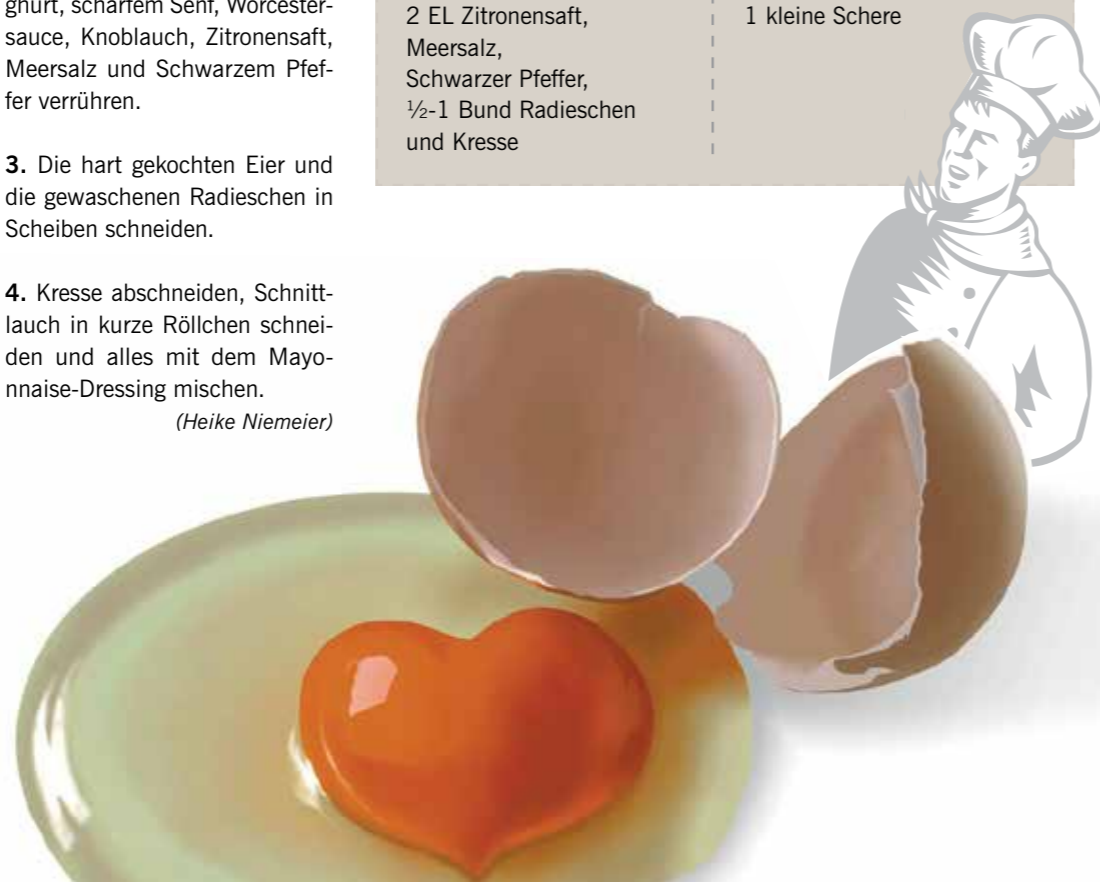 ghurt, scharfem Senf, Worcester-
sauce, Knoblauch, Zitronensaft,
Meersalz und Schwarzem Pfef-
fer verrühren.
3. Die hart gekochten Eier und
die gewaschenen Radieschen in
Scheiben schneiden.
4. Kresse abschneiden, Schnitt-
lauch in kurze Röllchen schnei-
den und alles mit dem Mayo-
nnaise-Dressing mischen.
(Heike Niemeier)
2 EL Zitronensaft,
Meersalz,
Schwarzer Pfeffer,
½-1 Bund Radieschen
und Kresse
1 kleine Schere